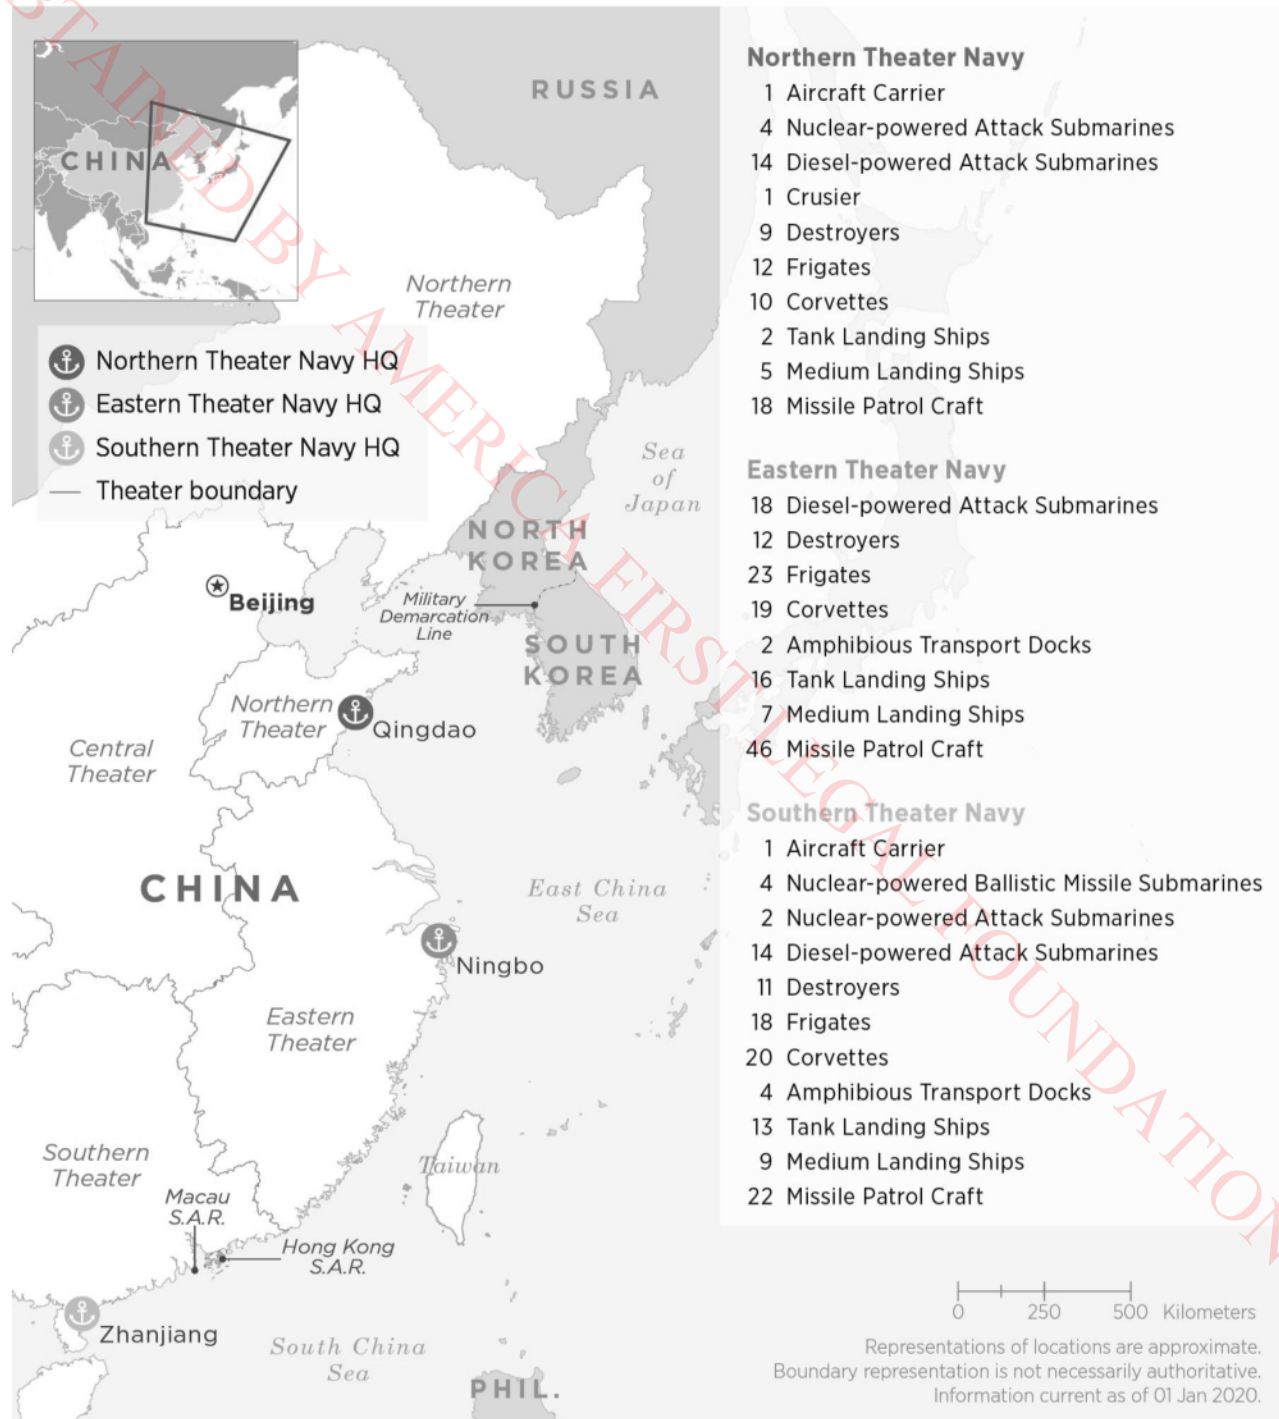 RUSSIA
CHINA
Northern
Theater
Northern Theater Navy HQ
Eastern Theater Navy HQ
Southern Theater Navy HQ
Theater boundary
Sea
of
Japan
NORTH
KOREA
Beijing
Military
Demarcation
Line
SOUTH
KOREA
Northern
Theater
Qingdao
Central
Theater
CHINA
East China
Sea
Ningbo
Eastern
Theater
Southern
Theater
Taiwan
Macau
S.A.R.
Hong Kong
S.A.R.
Zhanjiang
South China
Sea
PHIL.
Northern Theater Navy
1 Aircraft Carrier
4 Nuclear-powered Attack Submarines
14 Diesel-powered Attack Submarines
1 Crusier
9 Destroyers
12 Frigates
10 Corvettes
2 Tank Landing Ships
5 Medium Landing Ships
18 Missile Patrol Craft
Eastern Theater Navy
18 Diesel-powered Attack Submarines
12 Destroyers
23 Frigates
19 Corvettes
2 Amphibious Transport Docks
16 Tank Landing Ships
7 Medium Landing Ships
46 Missile Patrol Craft
Southern Theater Navy
1 Aircraft Carrier
4 Nuclear-powered Ballistic Missile Submarines
2 Nuclear-powered Attack Submarines
14 Diesel-powered Attack Submarines
11 Destroyers
18 Frigates
20 Corvettes
4 Amphibious Transport Docks
13 Tank Landing Ships
9 Medium Landing Ships
22 Missile Patrol Craft
0 250 500 Kilometers
Representations of locations are approximate.
Boundary representation is not necessarily authoritative.
Information current as of 01 Jan 2020.
BTAINED BY AMERICA FIRST LEGAL FOUNDATION